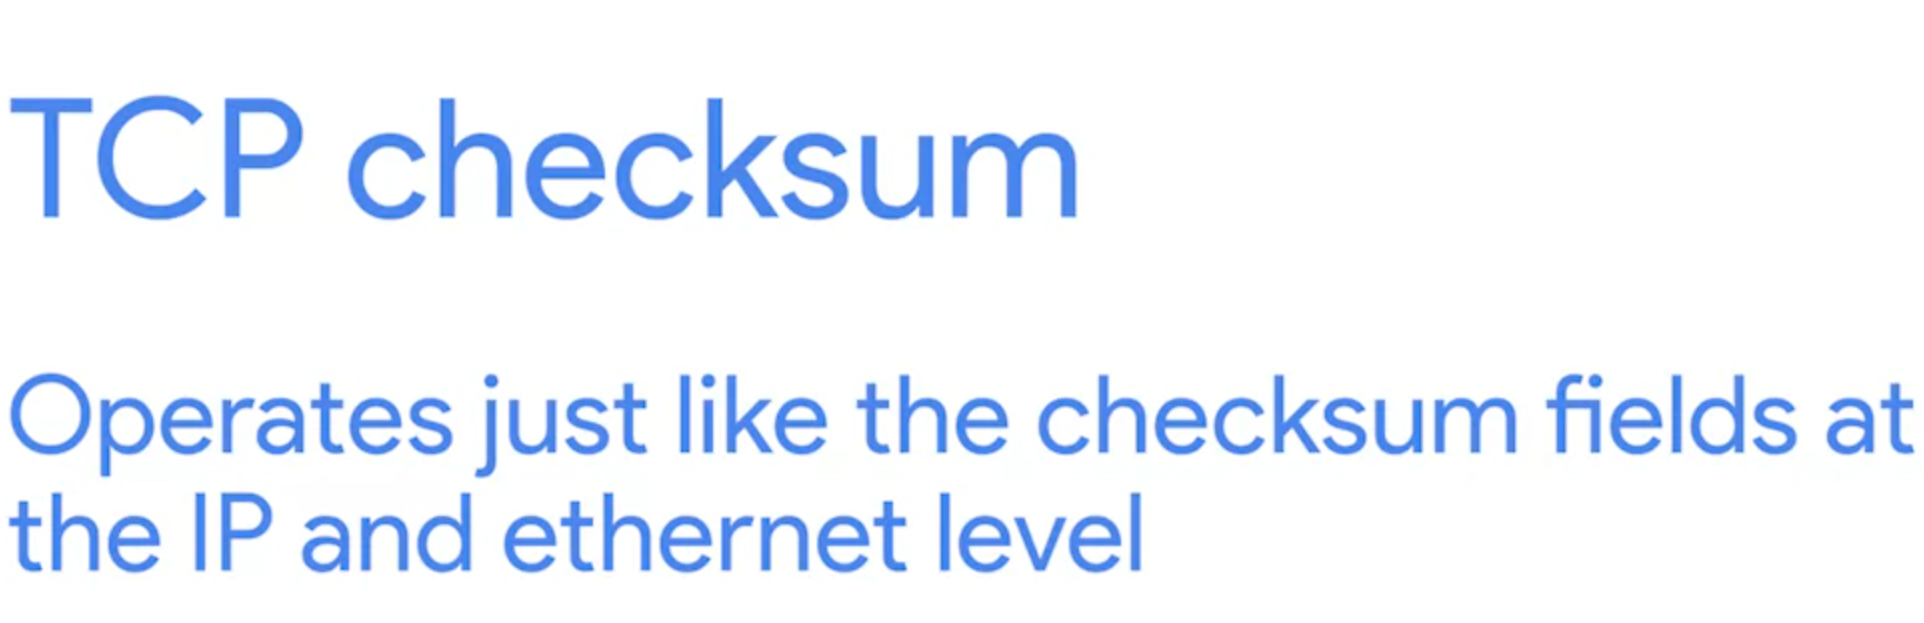 TCP checksum
Operates just like the checksum fields at
the IP and ethernet level